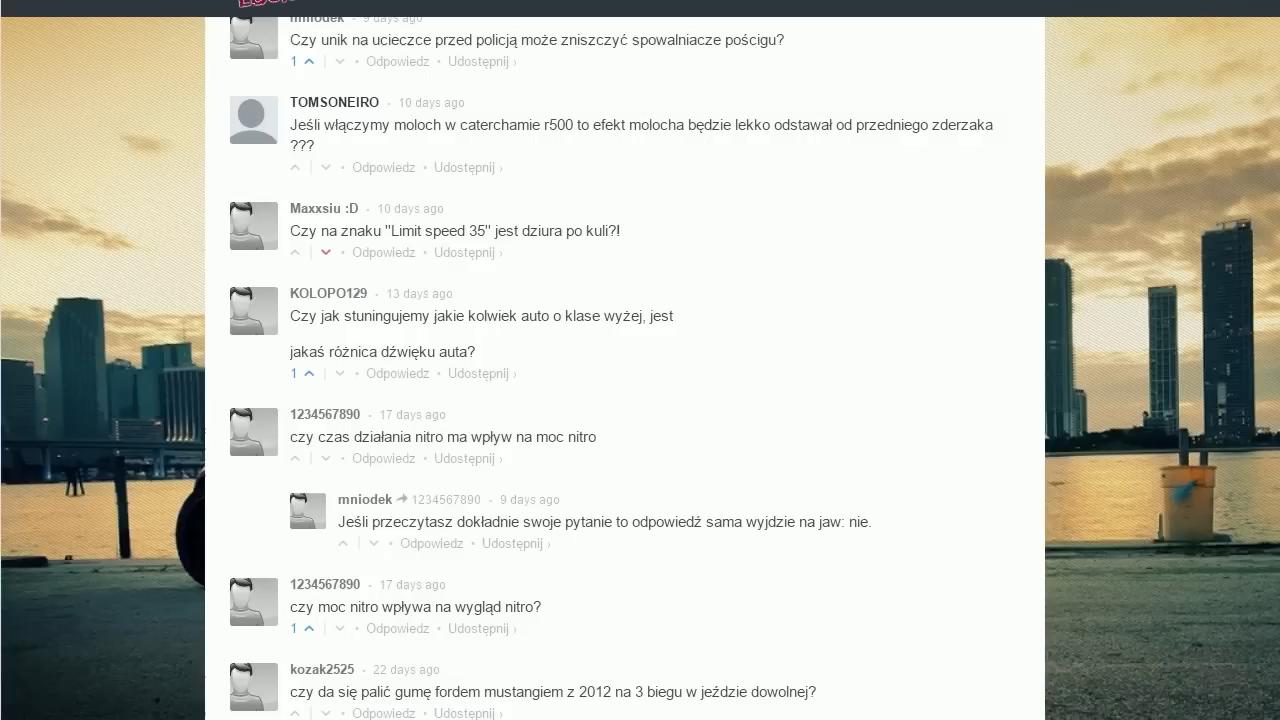 mniodek • 9 days ago
Czy unik na ucieczce przed policją może zniszczyć spowalniacze pościgu?
1 | • Odpowiedz • Udostępnij ›
TOMSONEIRO • 10 days ago
Jeśli włączymy moloch w caterchamie r500 to efekt molocha będzie lekko odstawał od przedniego zderzaka
???
| • Odpowiedz • Udostępnij ›
Maxxsiu :D • 10 days ago
Czy na znaku "Limit speed 35" jest dziura po kuli?!
| • Odpowiedz • Udostępnij ›
KOLOPO129 • 13 days ago
Czy jak stuningujemy jakie kolwiek auto o klase wyżej, jest
jakaś różnica dźwięku auta?
1 | • Odpowiedz • Udostępnij ›
1234567890 • 17 days ago
czy czas działania nitro ma wpływ na moc nitro
| • Odpowiedz • Udostępnij ›
mniodek 1234567890 • 9 days ago
Jeśli przeczytasz dokładnie swoje pytanie to odpowiedź sama wyjdzie na jaw: nie.
| • Odpowiedz • Udostępnij ›
1234567890 • 17 days ago
czy moc nitro wpływa na wygląd nitro?
1 | • Odpowiedz • Udostępnij ›
kozak2525 • 22 days ago
czy da się palić gumę fordem mustangiem z 2012 na 3 biegu w jeździe dowolnej?
| • Odpowiedz • Udostępnij ›